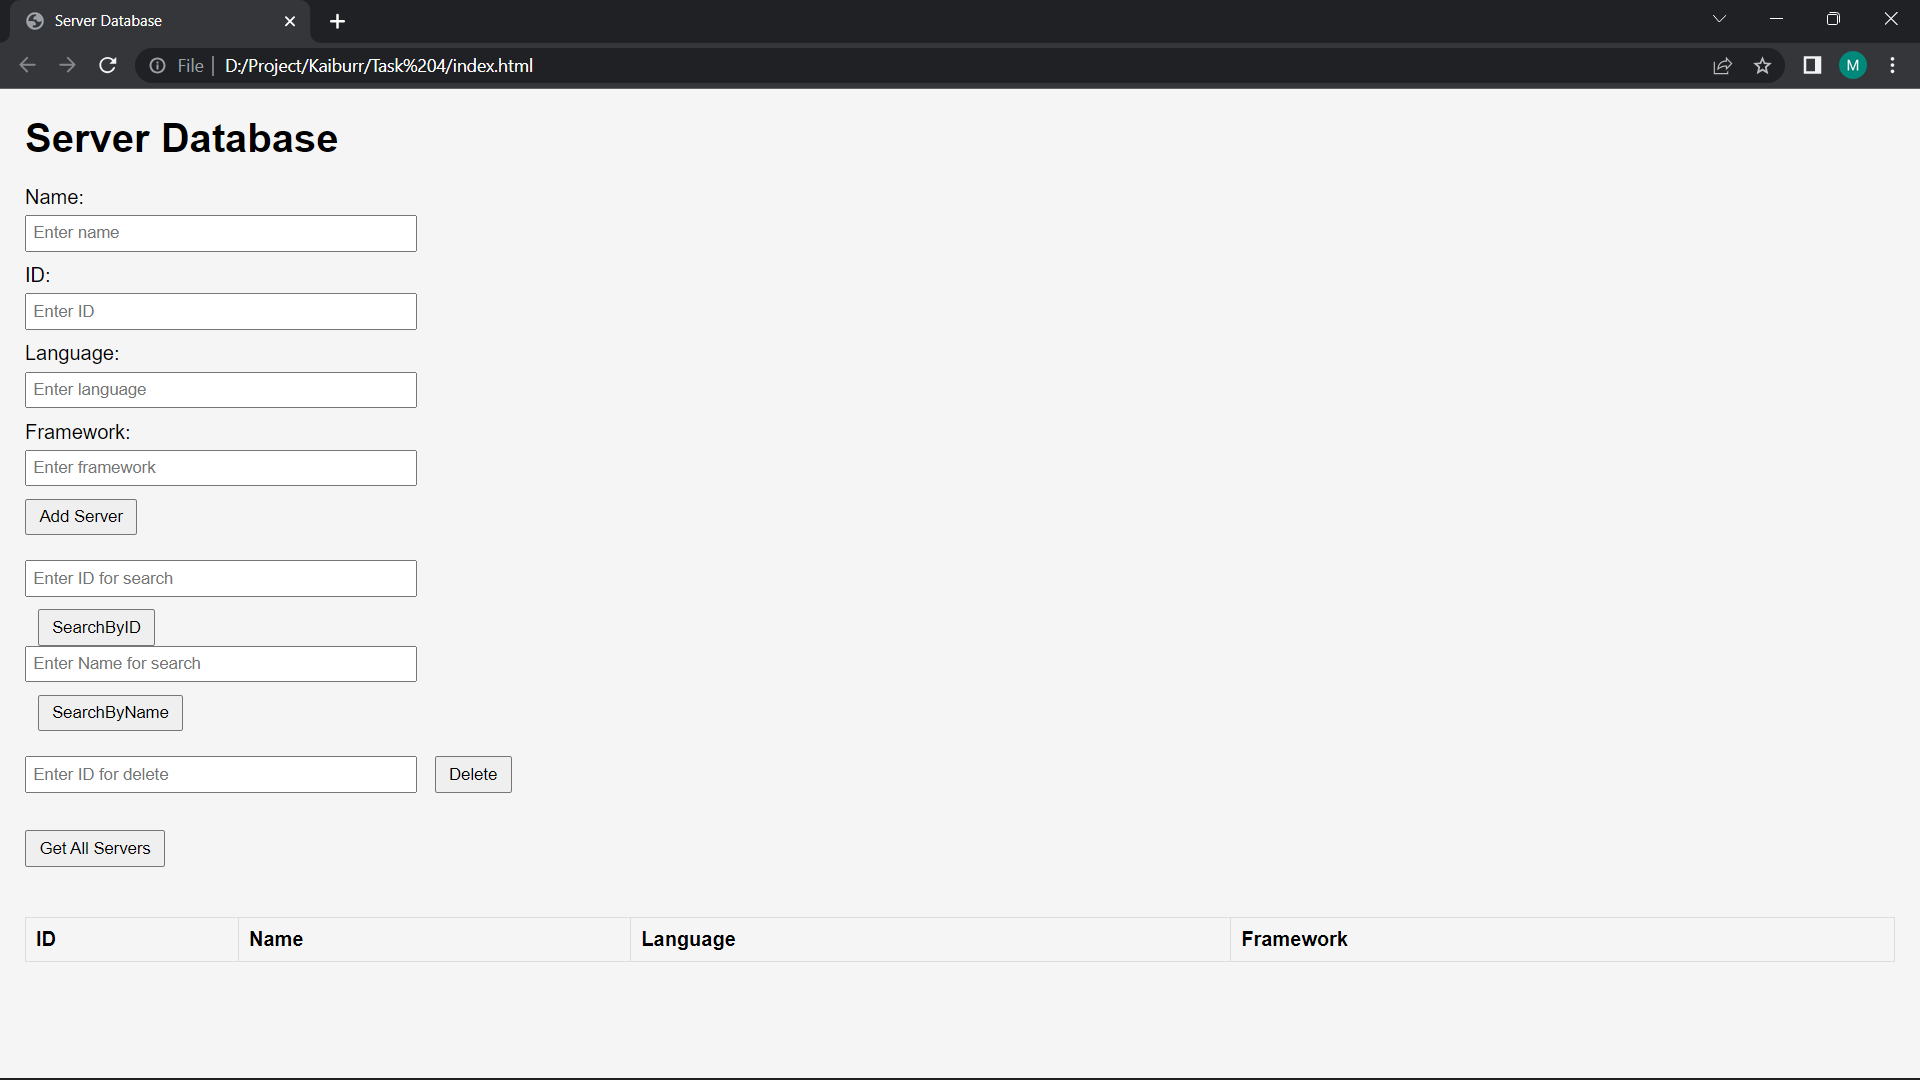 Server Database
File
D:/Project/Kaiburr/Task%204/index.html
M
Server Database
Name:
Enter name
ID:
Enter ID
Language:
Enter language
Framework:
Enter framework
Add Server
Enter ID for search
SearchByID
Enter Name for search
SearchByName
Enter ID for delete Delete
Get All Servers
ID Name Language Framework